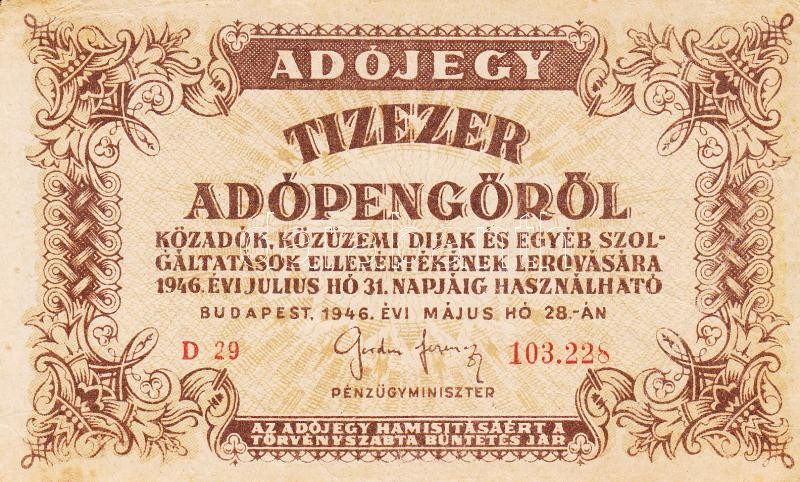 ADÓJEGY
TIZEZER
ADÓPENGŐRŐL
KÖZADÓK, KÖZÜZEMI DIJAK ÉS EGYÉB SZOL-
GÁLTATÁSOK ELLENÉRTÉKÉNEK LEROVÁSÁRA
1946. ÉVI JULIUS HÓ 31. NAPJÁIG HASZNÁLHATÓ
BUDAPEST, 1946. ÉVI MÁJUS HÓ 28.-ÁN
D 29 103.228
PÉNZÜGYMINISZTER
AZ ADÓJEGY HAMISITÁSÁÉRT A
TÖRVÉNYSZABTA BÜNTETÉS JÁR